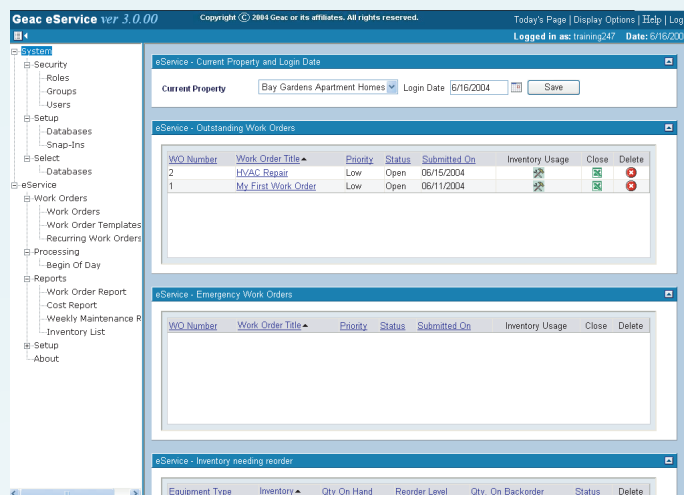 Geac eService ver 3.0.00 Copyright © 2004 Geac or its affiliates. All rights reserved. Today's Page | Display Options | Help | Log
Logged in as: training247 Date: 6/16/200
System
Security
Roles
Groups
Users
Setup
Databases
Snap-Ins
Select
Databases
eService
Work Orders
Work Orders
Work Order Templates
Recurring Work Orders
Processing
Begin Of Day
Reports
Work Order Report
Cost Report
Weekly Maintenance R
Inventory List
Setup
About
eService - Current Property and Login Date
Current Property Bay Gardens Apartment Homes Login Date 6/16/2004 Save
eService - Outstanding Work Orders
WO Number Work Order Title Priority Status Submitted On Inventory Usage Close Delete
2 HVAC Repair Low Open 06/15/2004
1 My First Work Order Low Open 06/11/2004
eService - Emergency Work Orders
WO Number Work Order Title Priority Status Submitted On Inventory Usage Close Delete
eService - Inventory needing reorder
Equipment Type Inventory Qty On Hand Reorder Level Qty. On Backorder Status Delete